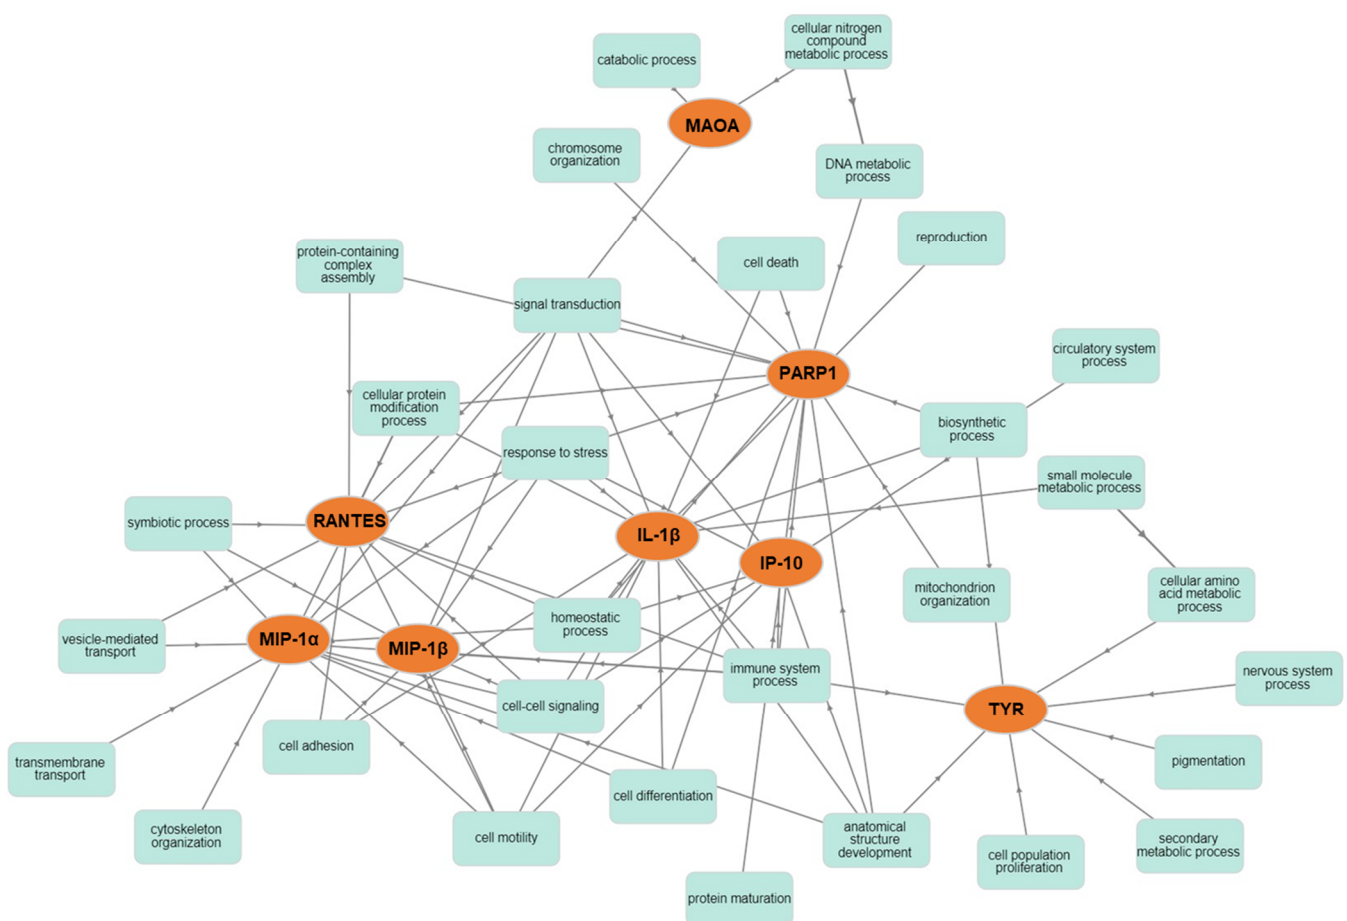 cellular nitrogen
compound
metabolic process
catabolic process
MAOA
chromosome
organization
DNA metabolic
process
reproduction
protein-containing
complex
assembly
cell death
signal transduction
circulatory system
process
PARP1
cellular protein
modification
process
biosynthetic
process
response to stress
small molecule
metabolic process
symbiotic process
RANTES
IL-1β
IP-10
mitochondrion
organization
cellular amino
acid metabolic
process
homeostatic
process
vesicle-mediated
transport
MIP-1α
MIP-1β
immune system
process
nervous system
process
cell-cell signaling
TYR
cell adhesion
transmembrane
transport
pigmentation
cell differentiation
cytoskeleton
organization
cell motility
anatomical
structure
development
cell population
proliferation
secondary
metabolic process
protein maturation